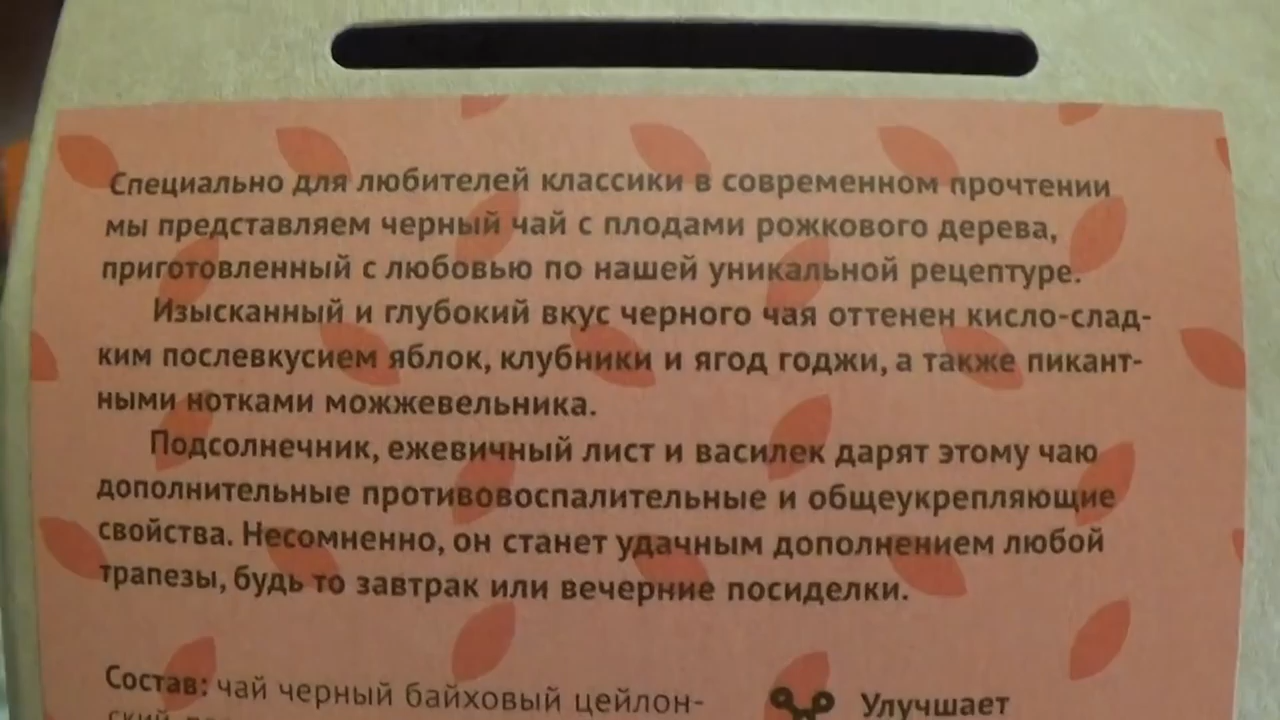 Специально для любителей классики в современном прочтении
мы представляем черный чай с плодами рожкового дерева,
приготовленный с любовью по нашей уникальной рецептуре.
Изысканный и глубокий вкус черного чая оттенен кисло-слад-
ким послевкусием яблок, клубники и ягод годжи, а также пикант-
ными нотками можжевельника.
Подсолнечник, ежевичный лист и василек дарят этому чаю
дополнительные противовоспалительные и общеукрепляющие
свойства. Несомненно, он станет удачным дополнением любой
трапезы, будь то завтрак или вечерние посиделки.
Состав: чай черный байховый цейлон-
Улучшает